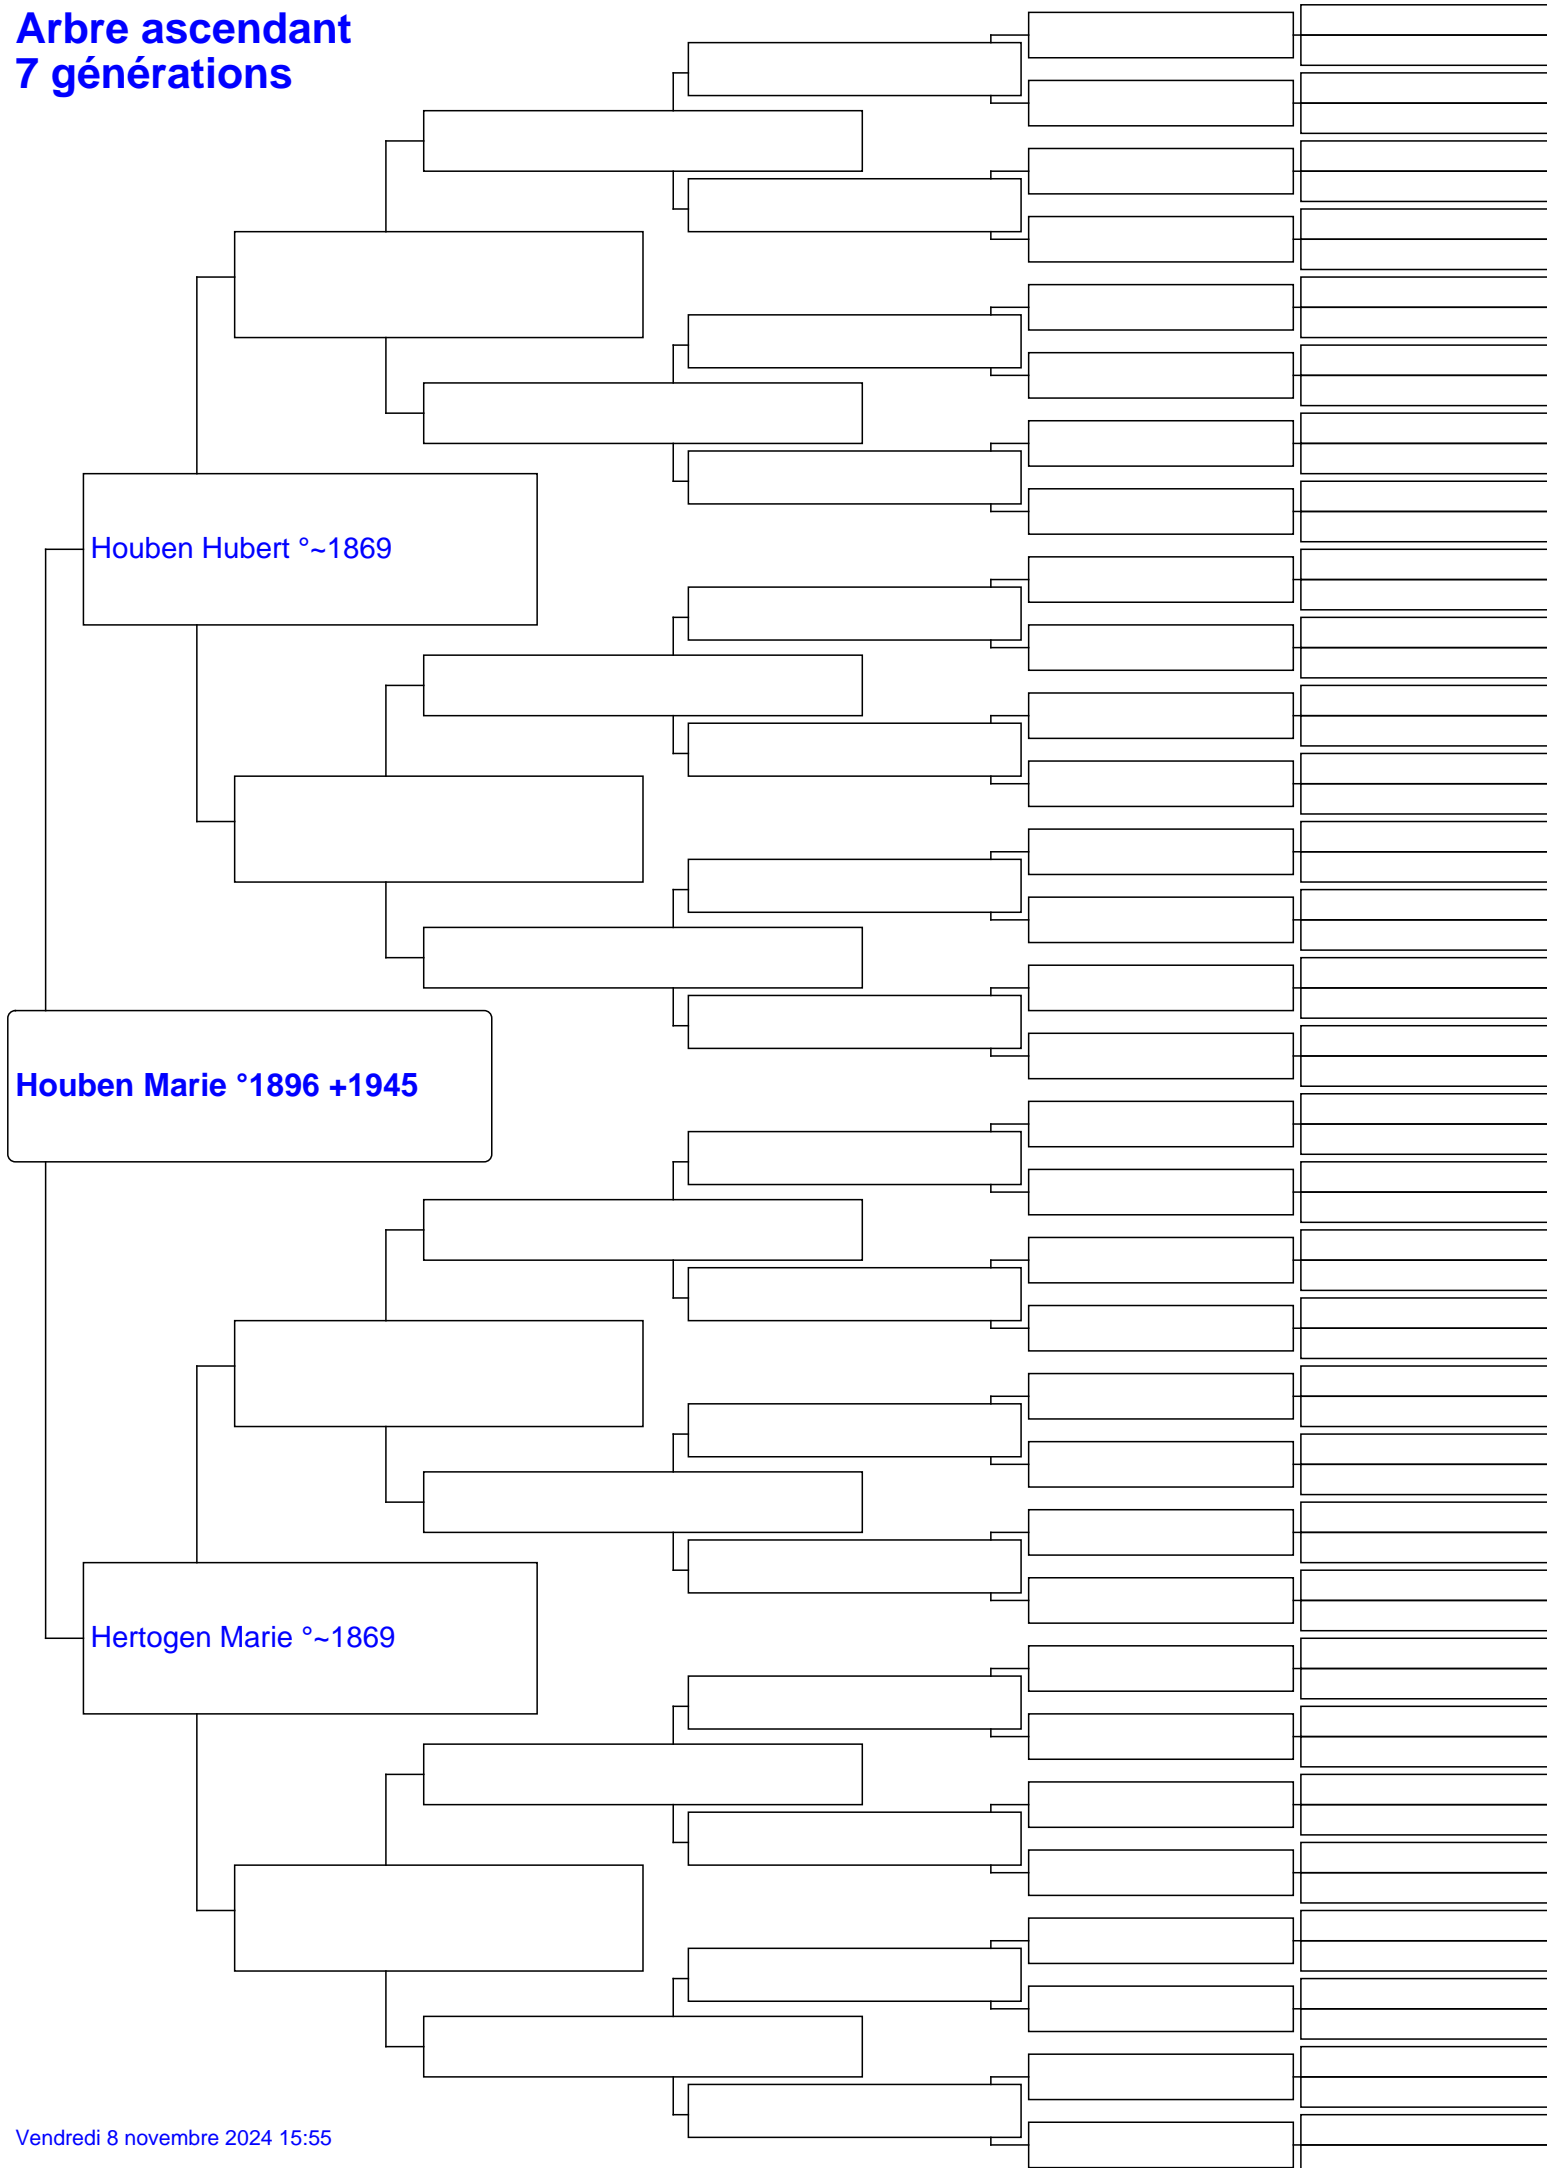 Arbre ascendant
7 générations
Houben Hubert °~1869
Houben Marie °1896 +1945
Hertogen Marie °~1869
Vendredi 8 novembre 2024 15:55